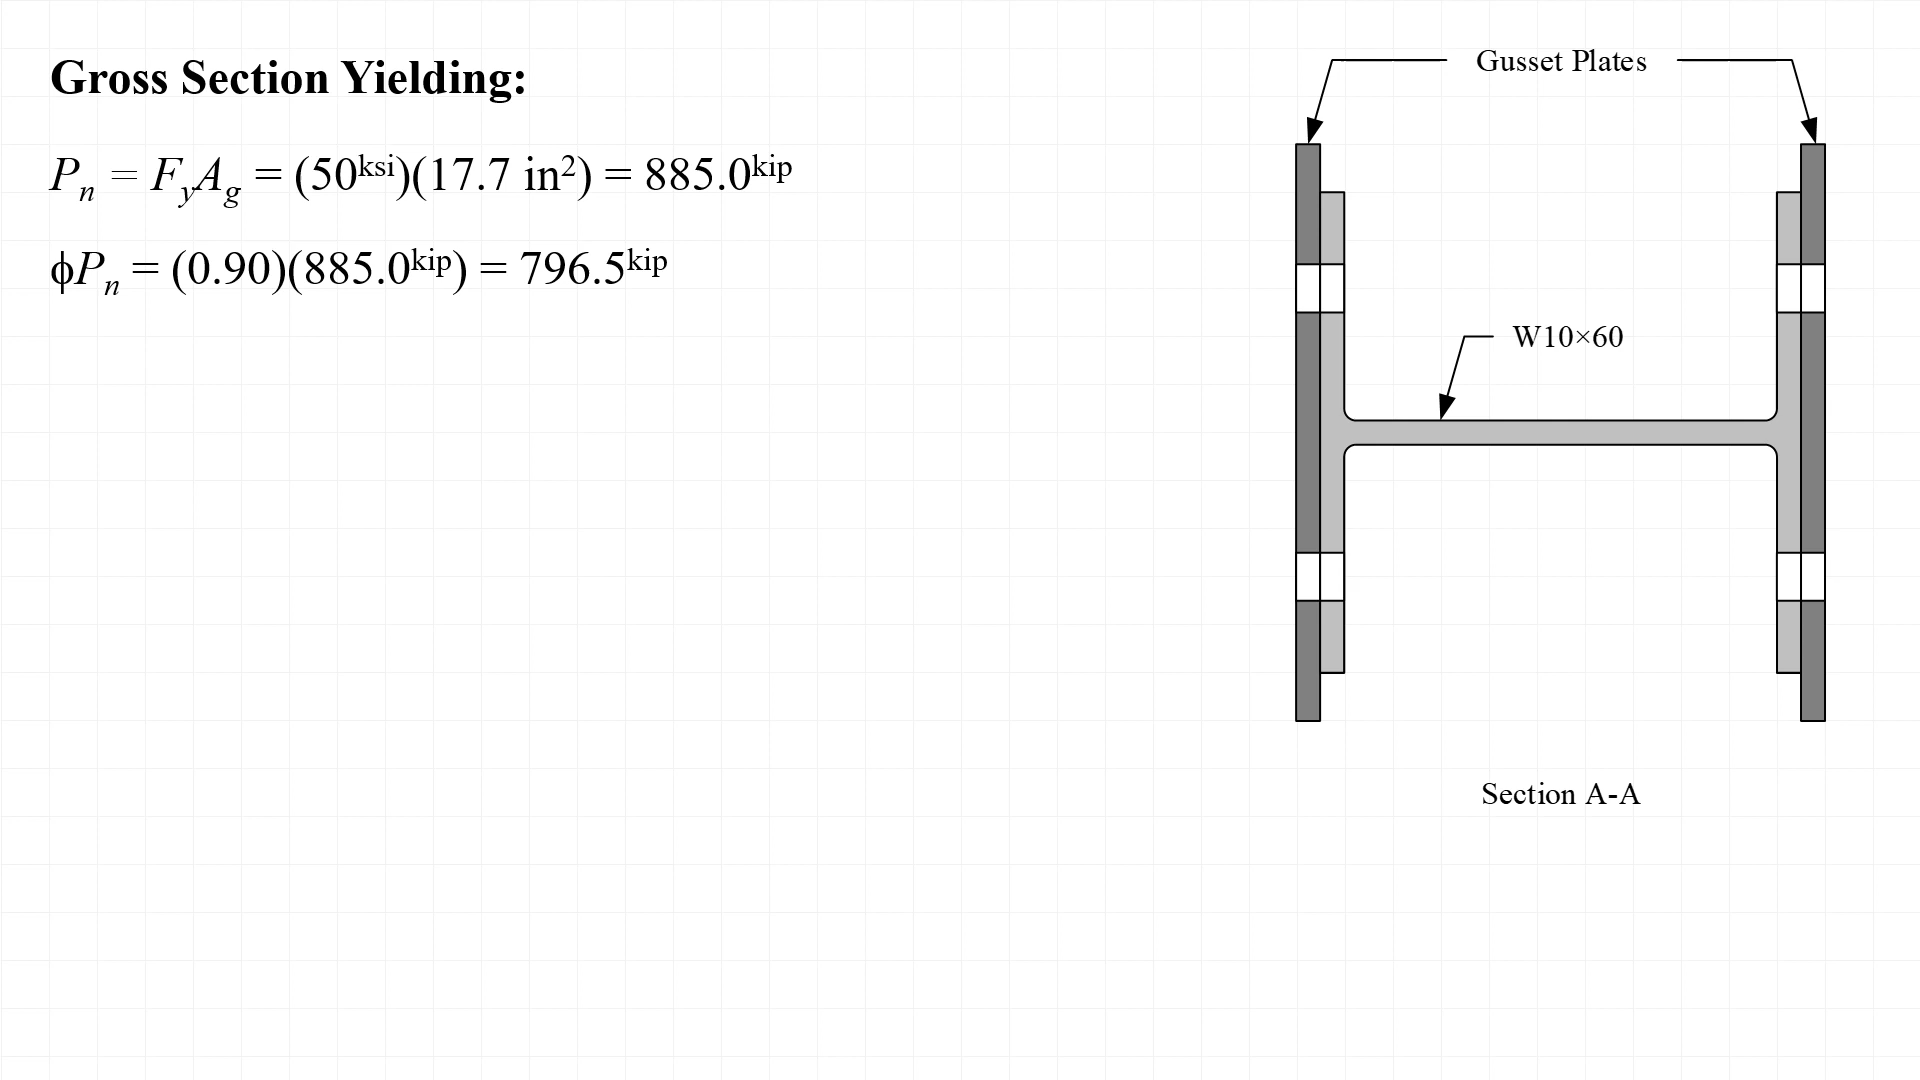 Gross Section Yielding:
Pₙ = F_yA_g = (50ᵏˢⁱ)(17.7 in²) = 885.0ᵏⁱᵖ
ϕPₙ = (0.90)(885.0ᵏⁱᵖ) = 796.5ᵏⁱᵖ
Gusset Plates
W10×60
Section A-A